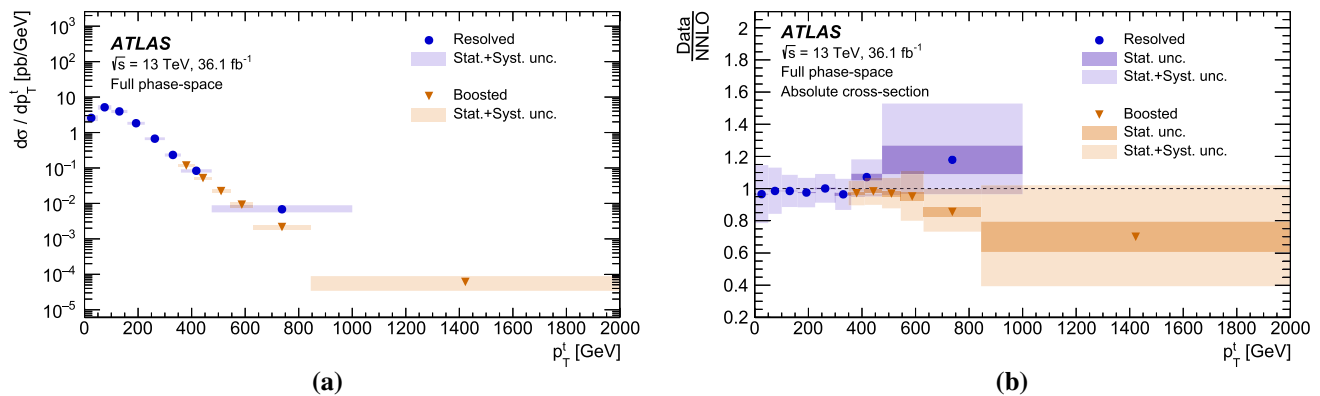 dσ / dp_T^t [pb/GeV]
10³
10²
10
1
10⁻¹
10⁻²
10⁻³
10⁻⁴
10⁻⁵
ATLAS
√s = 13 TeV, 36.1 fb⁻¹
Full phase-space
Resolved
Stat.+Syst. unc.
Boosted
Stat.+Syst. unc.
0 200 400 600 800 1000 1200 1400 1600 1800 2000
p_T^t [GeV]
(a)
Data
NNLO
2
1.8
1.6
1.4
1.2
1
0.8
0.6
0.4
0.2
ATLAS
√s = 13 TeV, 36.1 fb⁻¹
Full phase-space
Absolute cross-section
Resolved
Stat. unc.
Stat.+Syst. unc.
Boosted
Stat. unc.
Stat.+Syst. unc.
0 200 400 600 800 1000 1200 1400 1600 1800 2000
p_T^t [GeV]
(b)